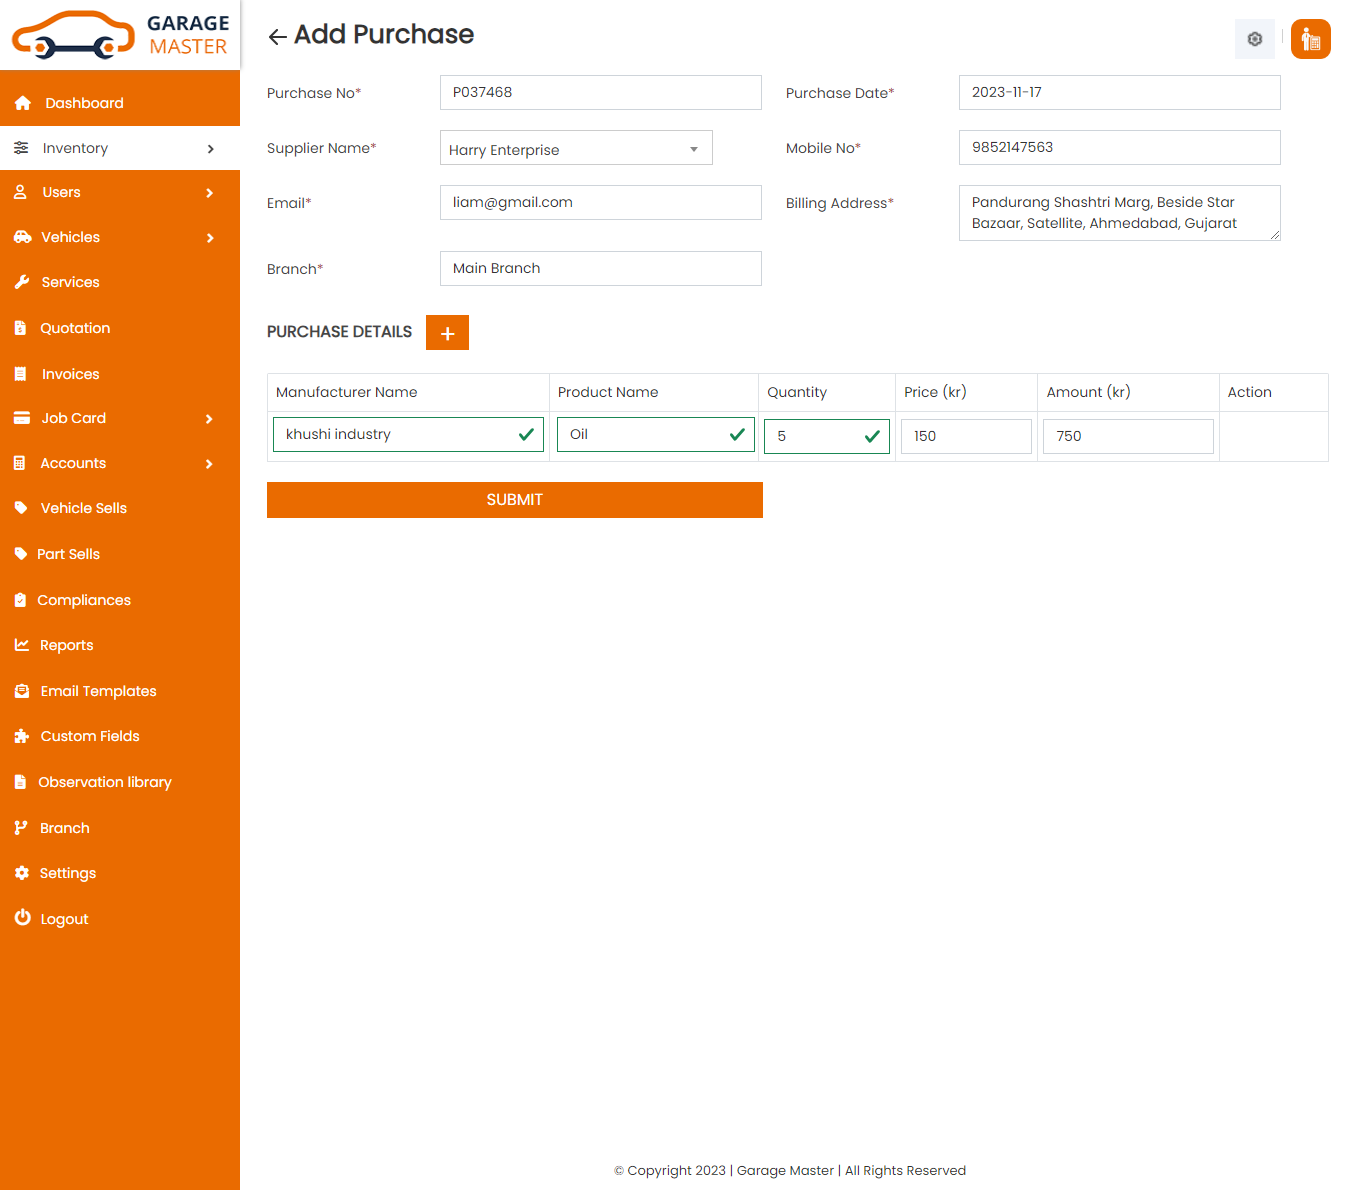 GARAGE
MASTER
Dashboard
Inventory
Users
Vehicles
Services
Quotation
Invoices
Job Card
Accounts
Vehicle Sells
Part Sells
Compliances
Reports
Email Templates
Custom Fields
Observation library
Branch
Settings
Logout
Add Purchase
Purchase No* P037468 Purchase Date* 2023-11-17
Supplier Name* Harry Enterprise Mobile No* 9852147563
Email* liam@gmail.com Billing Address* Pandurang Shashtri Marg, Beside Star
Bazaar, Satellite, Ahmedabad, Gujarat
Branch* Main Branch
PURCHASE DETAILS +
Manufacturer Name Product Name Quantity Price (kr) Amount (kr) Action
khushi industry Oil 5 150 750
SUBMIT
© Copyright 2023 | Garage Master | All Rights Reserved